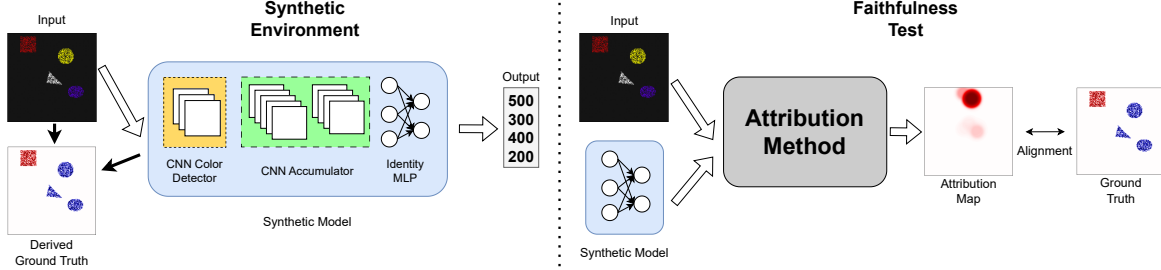 Synthetic
Environment
Input
CNN Color
Detector
CNN Accumulator
Identity
MLP
Synthetic Model
Output
500
300
400
200
Derived
Ground Truth
Faithfulness
Test
Input
Synthetic Model
Attribution
Method
Attribution
Map
Alignment
Ground
Truth